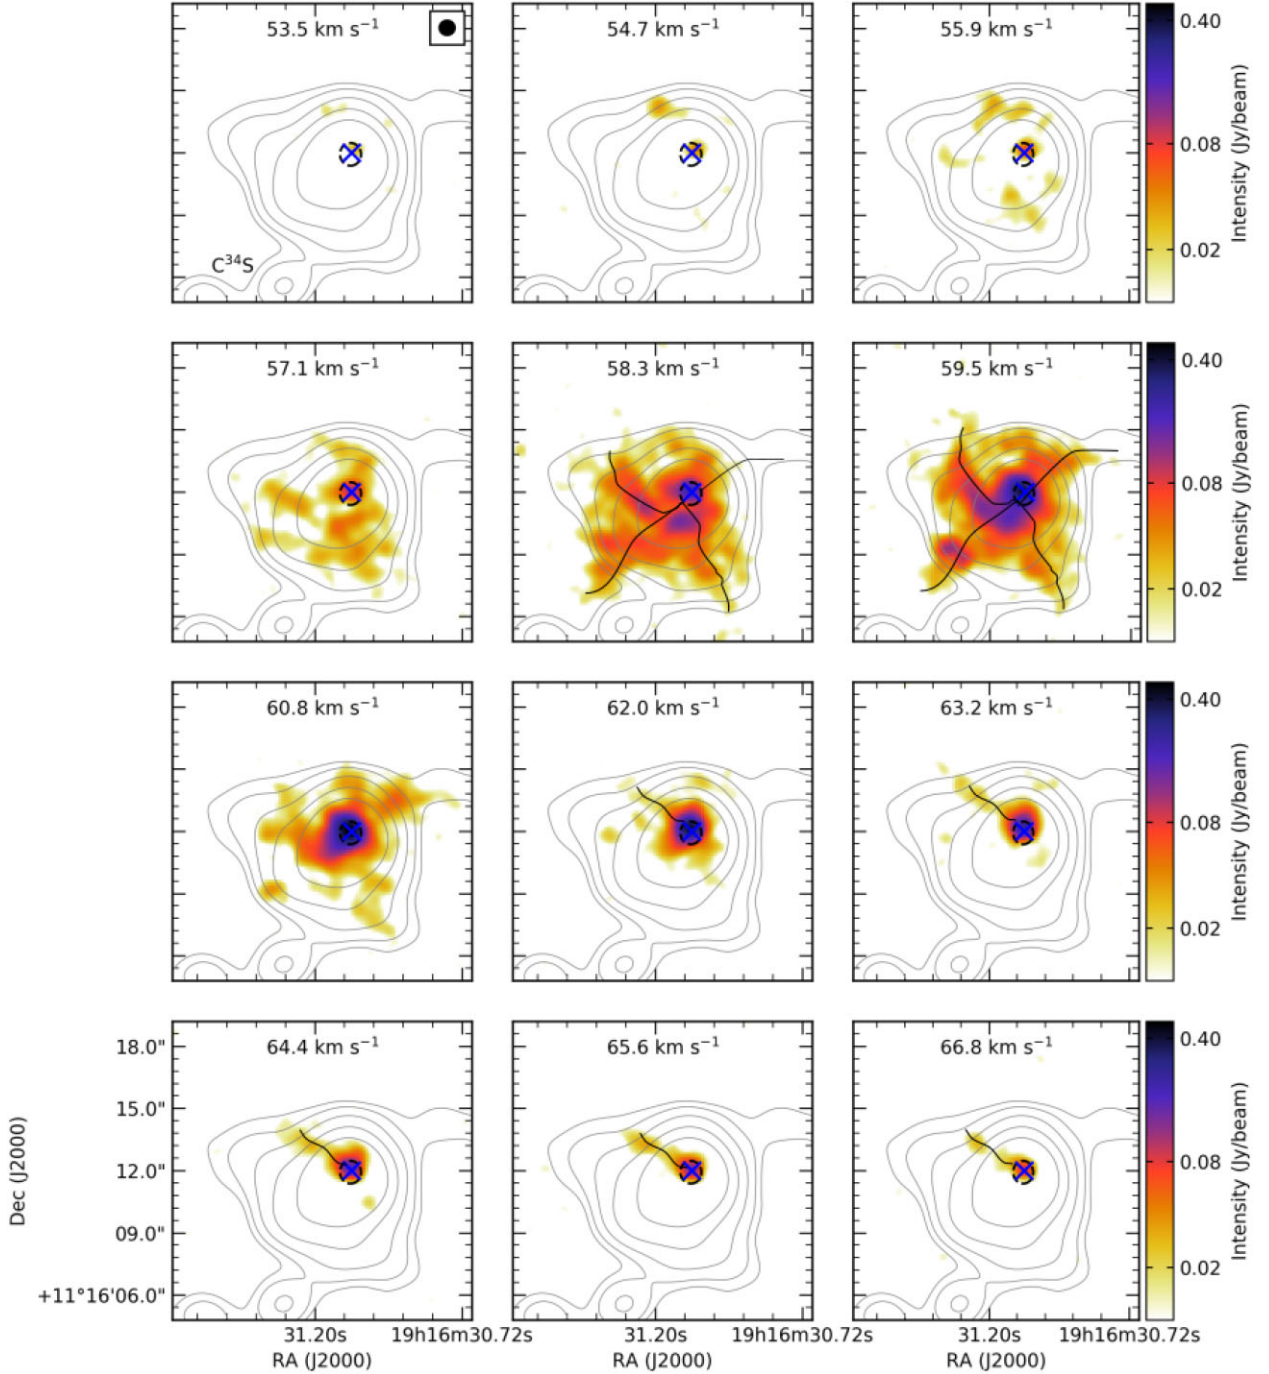 53.5 km s⁻¹
54.7 km s⁻¹
55.9 km s⁻¹
C³⁴S
0.40
0.08
0.02
Intensity (Jy/beam)
57.1 km s⁻¹
58.3 km s⁻¹
59.5 km s⁻¹
0.40
0.08
0.02
Intensity (Jy/beam)
60.8 km s⁻¹
62.0 km s⁻¹
63.2 km s⁻¹
0.40
0.08
0.02
Intensity (Jy/beam)
64.4 km s⁻¹
65.6 km s⁻¹
66.8 km s⁻¹
0.40
0.08
0.02
Intensity (Jy/beam)
18.0"
15.0"
12.0"
09.0"
+11°16'06.0"
Dec (J2000)
31.20s 19h16m30.72s
31.20s 19h16m30.72s
31.20s 19h16m30.72s
RA (J2000)
RA (J2000)
RA (J2000)